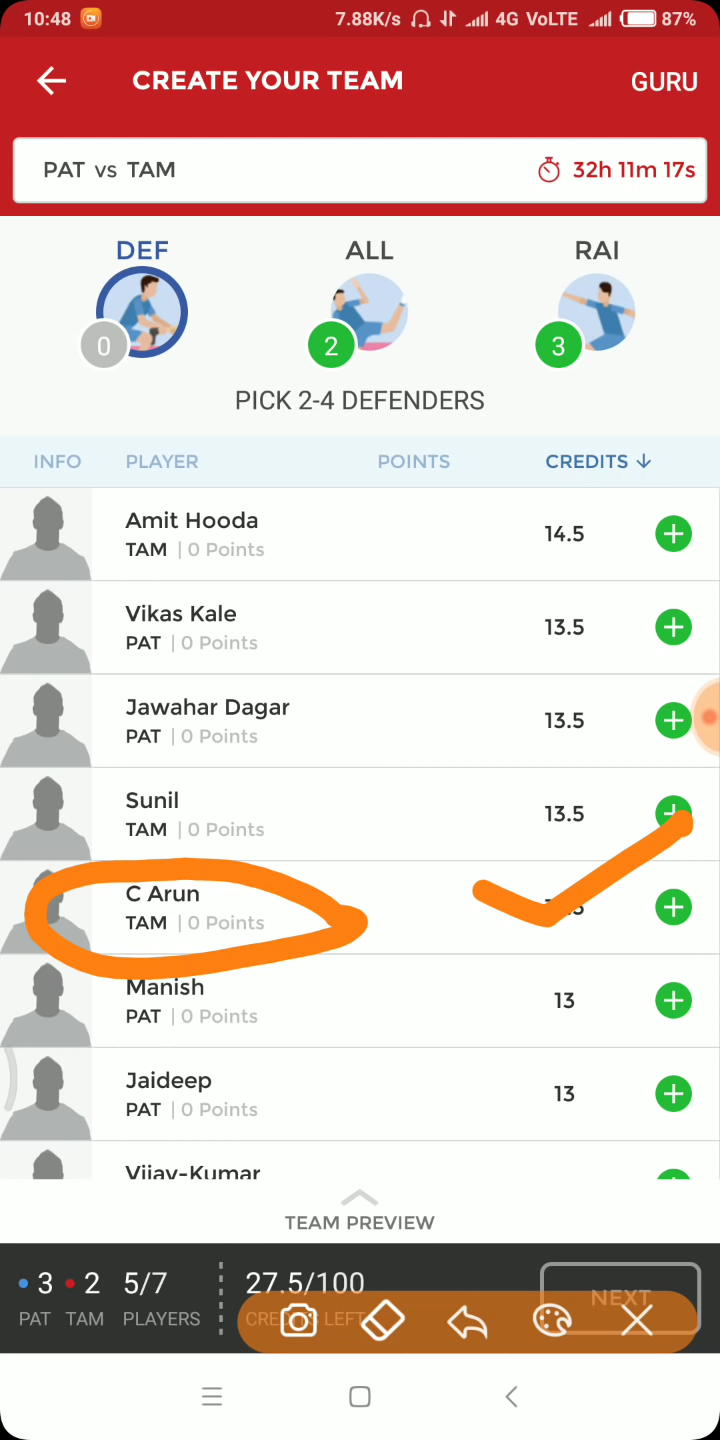 10:48 7.88K/s 4G VoLTE 87%
CREATE YOUR TEAM GURU
PAT vs TAM 32h 11m 17s
DEF ALL RAI
0 2 3
PICK 2-4 DEFENDERS
INFO PLAYER POINTS CREDITS
Amit Hooda
TAM | 0 Points 14.5
Vikas Kale
PAT | 0 Points 13.5
Jawahar Dagar
PAT | 0 Points 13.5
Sunil
TAM | 0 Points 13.5
C Arun
TAM | 0 Points
Manish
PAT | 0 Points 13
Jaideep
PAT | 0 Points 13
Vijay-Kumar
TEAM PREVIEW
3 2 5/7 27.5/100
PAT TAM PLAYERS CREDITS LEFT
NEXT